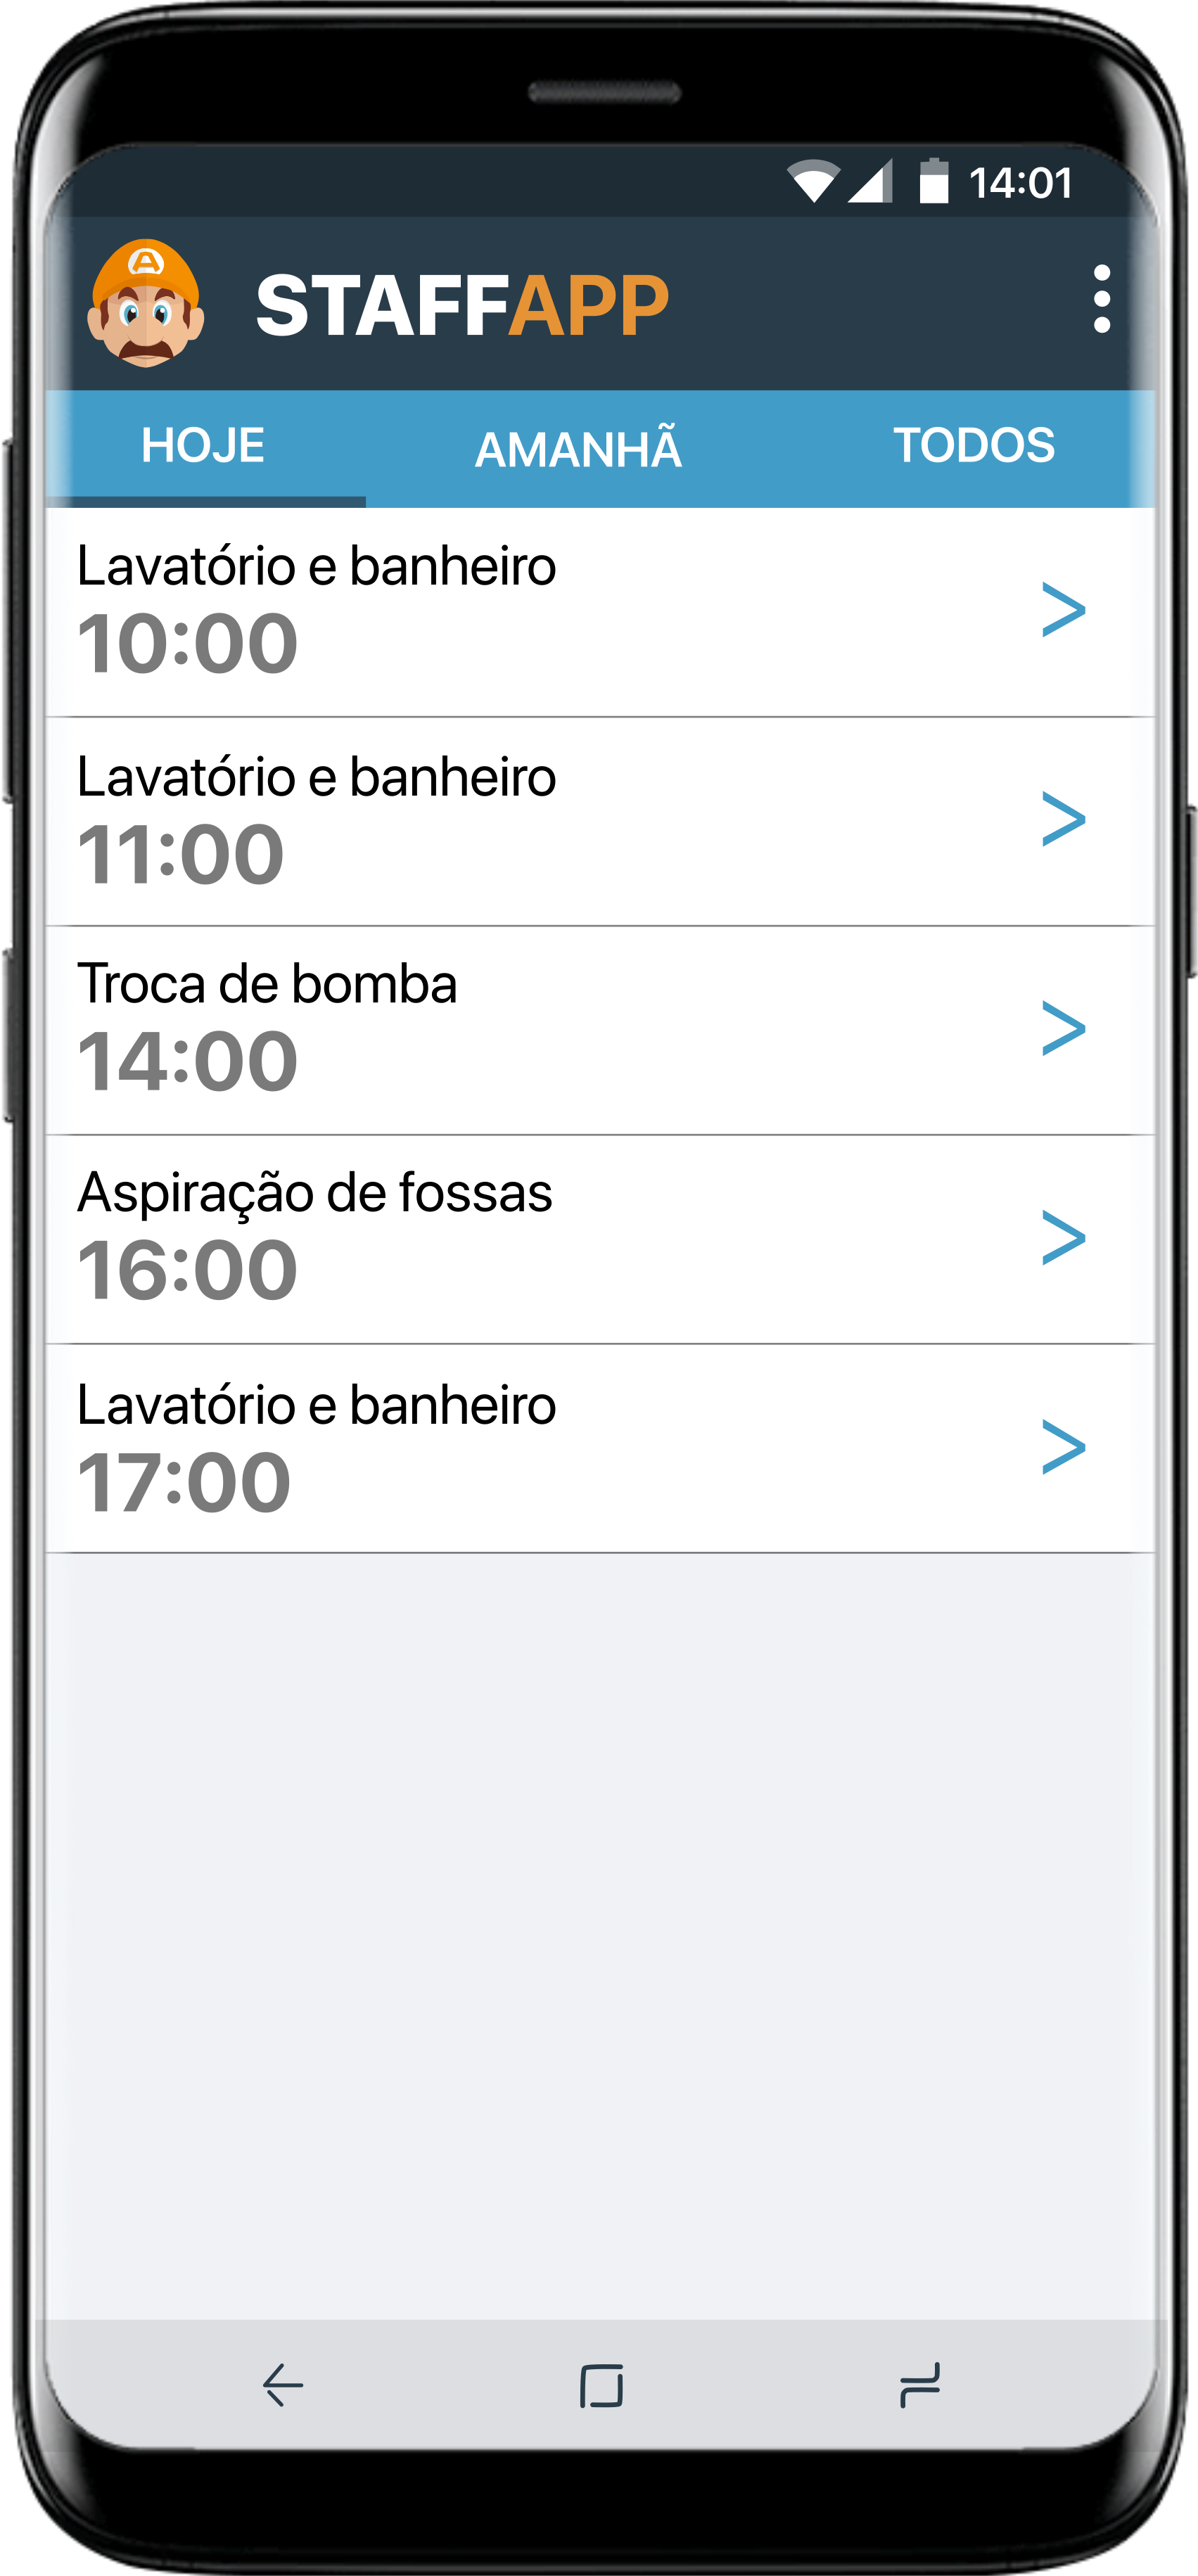 14:01
A
STAFFAPP
HOJE AMANHÃ TODOS
Lavatório e banheiro
10:00
>
Lavatório e banheiro
11:00
>
Troca de bomba
14:00
>
Aspiração de fossas
16:00
>
Lavatório e banheiro
17:00
>